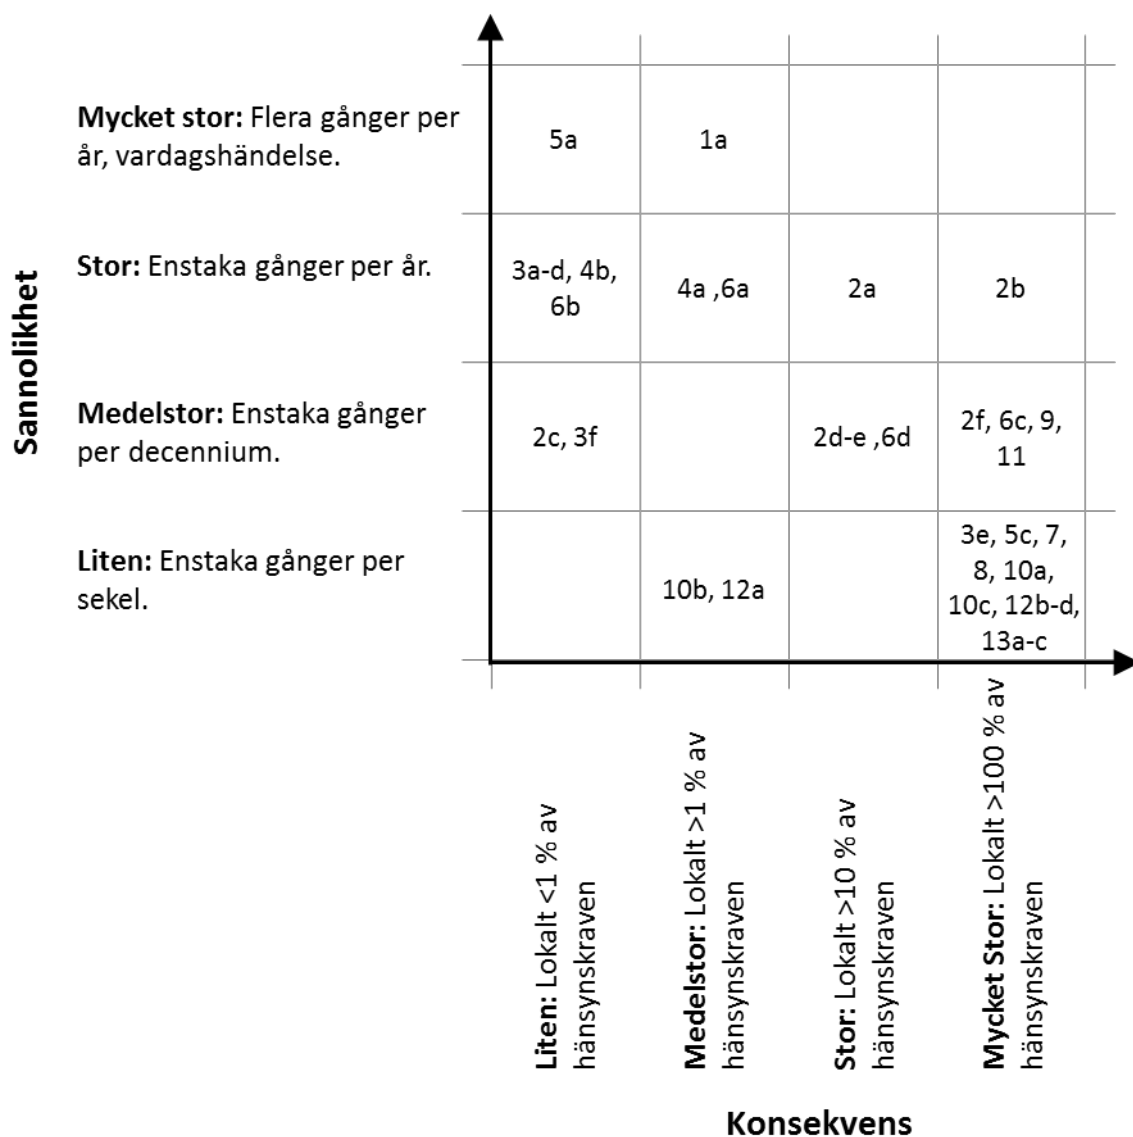 Sannolikhet
Mycket stor: Flera gånger per
år, vardagshändelse.
5a
1a
Stor: Enstaka gånger per år.
3a-d, 4b,
6b
4a ,6a
2a
2b
Medelstor: Enstaka gånger
per decennium.
2c, 3f
2d-e ,6d
2f, 6c, 9,
11
Liten: Enstaka gånger per
sekel.
10b, 12a
3e, 5c, 7,
8, 10a,
10c, 12b-d,
13a-c
Liten: Lokalt <1 % av
hänsynskraven
Medelstor: Lokalt >1 % av
hänsynskraven
Stor: Lokalt >10 % av
hänsynskraven
Mycket Stor: Lokalt >100 % av
hänsynskraven
Konsekvens